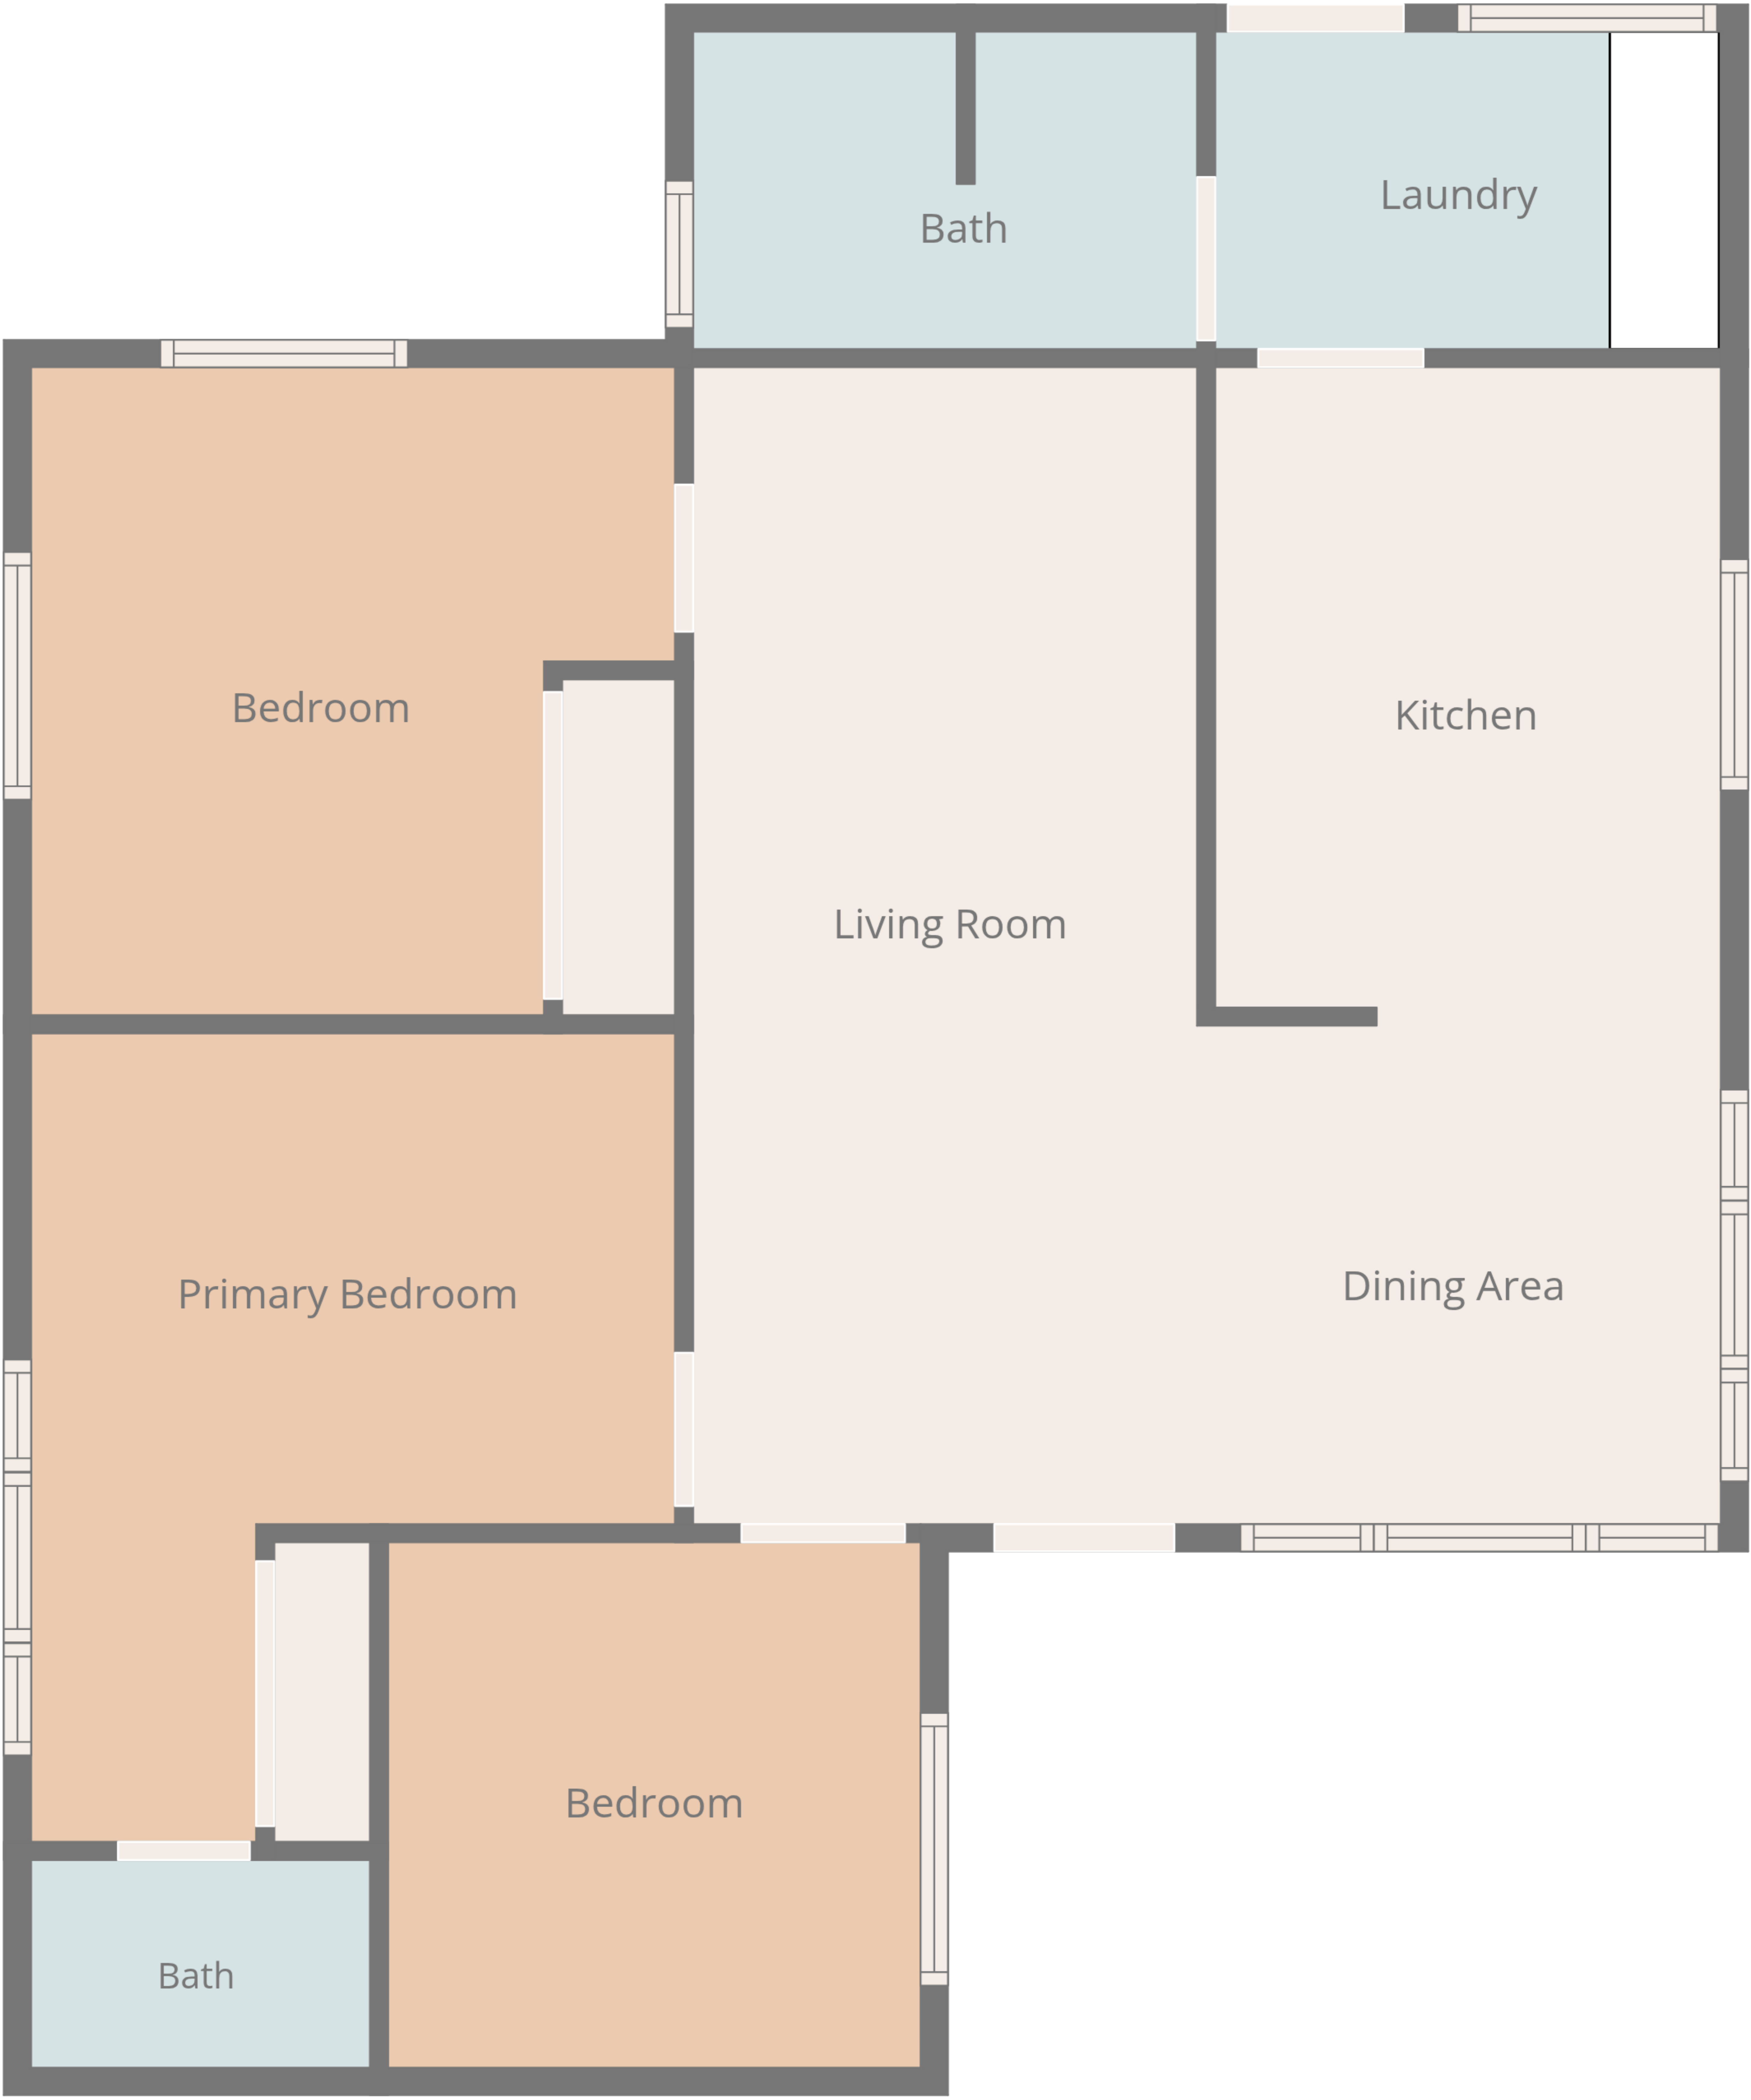 Laundry
Bath
Bedroom
Kitchen
Living Room
Dining Area
Primary Bedroom
Bedroom
Bath